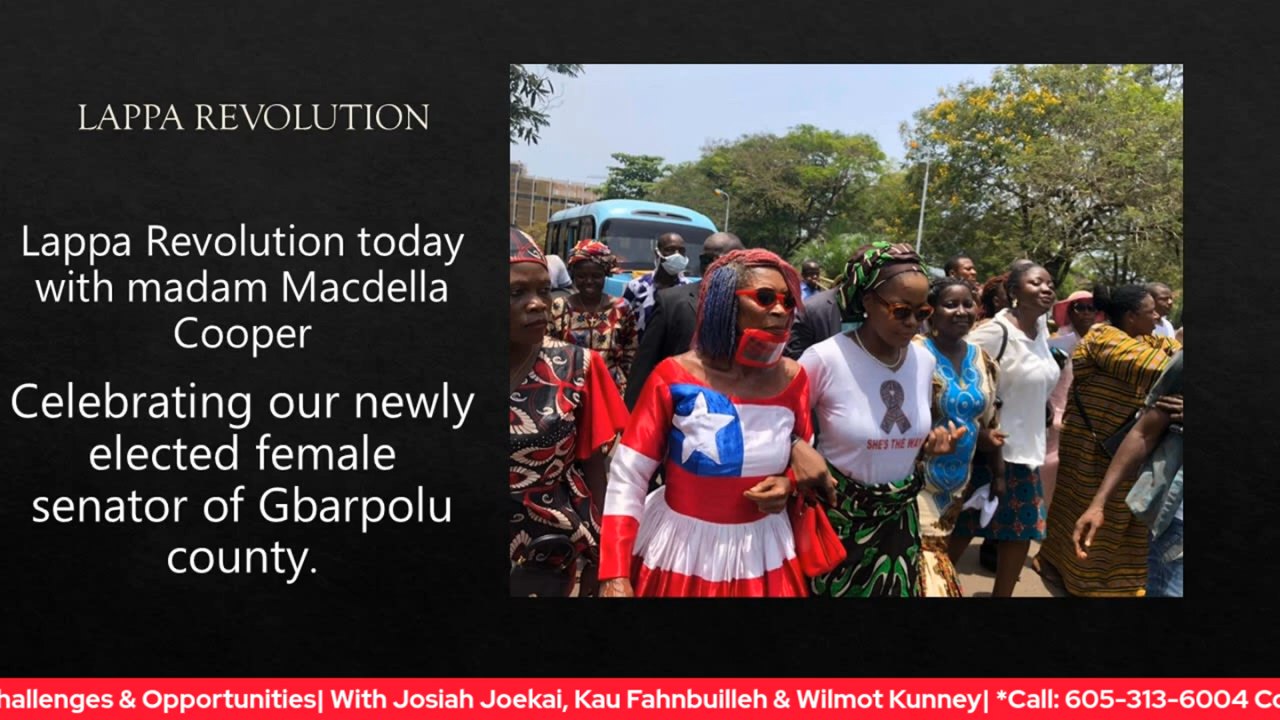 LAPPA REVOLUTION
Lappa Revolution today
with madam Macdella
Cooper
Celebrating our newly
elected female
senator of Gbarpolu
county.
SHE'S THE WAY
hallenges & Opportunities| With Josiah Joekai, Kau Fahnbuilleh & Wilmot Kunney| *Call: 605-313-6004 Co